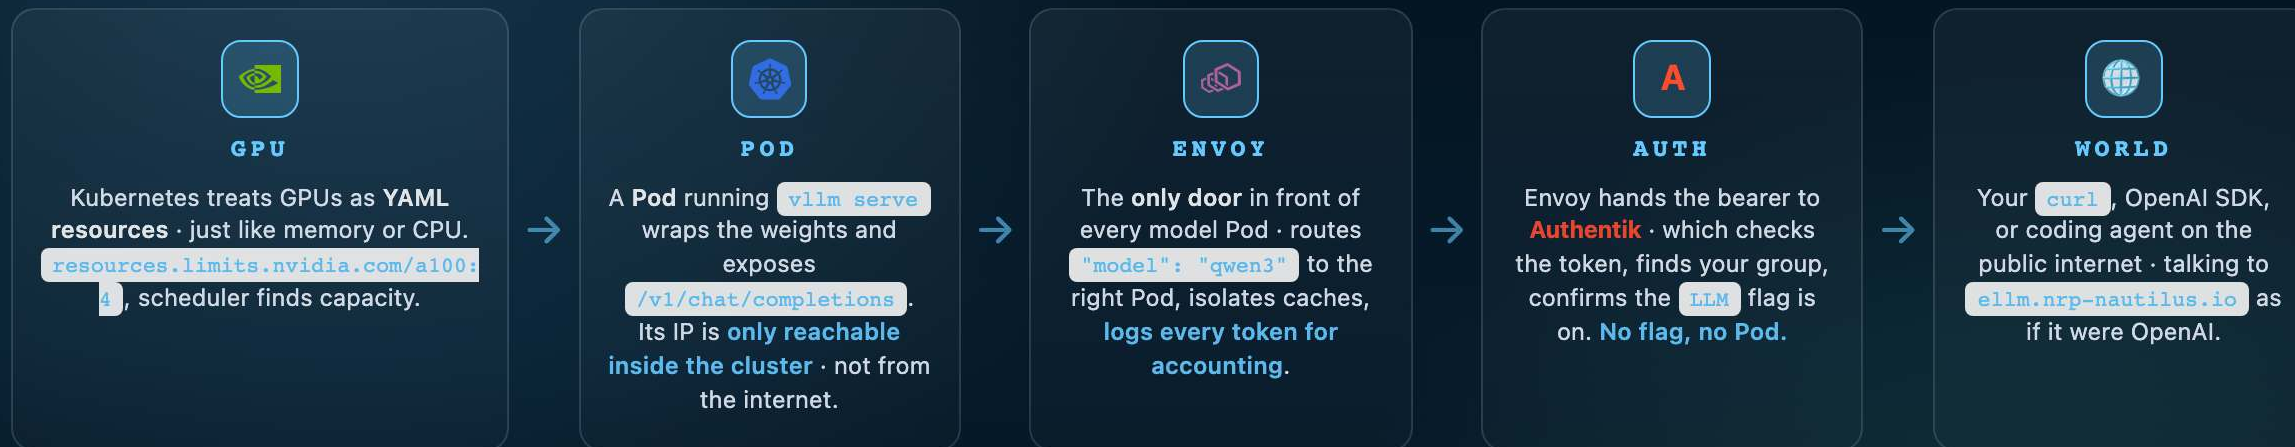 GPU
Kubernetes treats GPUs as YAML
resources · just like memory or CPU.
resources.limits.nvidia.com/a100:
4, scheduler finds capacity.
POD
A Pod running vllm serve
wraps the weights and
exposes
/v1/chat/completions.
Its IP is only reachable
inside the cluster · not from
the internet.
ENVOY
The only door in front of
every model Pod · routes
"model": "qwen3" to the
right Pod, isolates caches,
logs every token for
accounting.
A
AUTH
Envoy hands the bearer to
Authentik · which checks
the token, finds your group,
confirms the LLM flag is
on. No flag, no Pod.
WORLD
Your curl, OpenAI SDK,
or coding agent on the
public internet · talking to
ellm.nrp-nautilus.io as
if it were OpenAI.